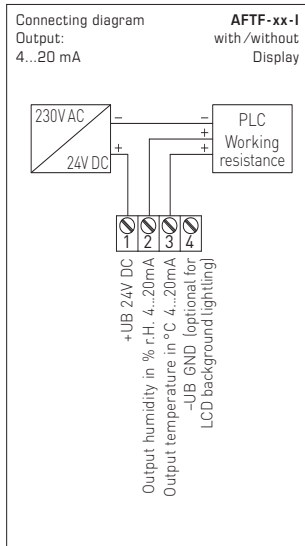 Connecting diagram
Output:
4...20 mA
AFTF-xx-I
with/without
Display
230V AC
24V DC
–
+
–
+
+
PLC
Working
resistance
1 2 3 4
+UB 24V DC
Output humidity in % r.H. 4...20mA
Output temperature in °C 4...20mA
–UB GND (optional for
LCD background lightling)